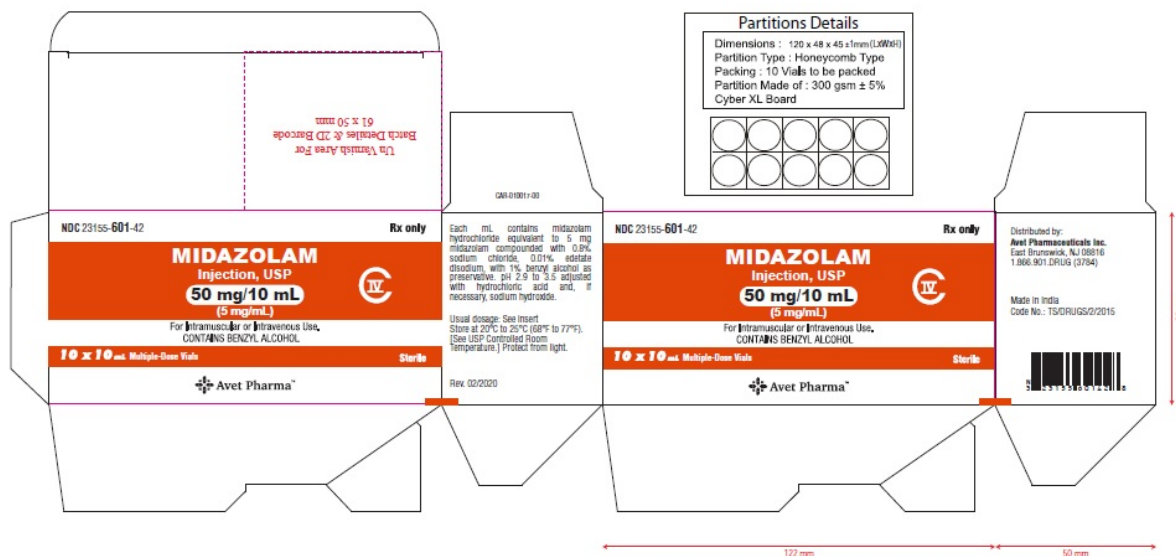 Partitions Details
Dimensions : 120 x 48 x 45 ±1mm (LxWxH)
Partition Type : Honeycomb Type
Packing : 10 Vials to be packed
Partition Made of : 300 gsm ± 5%
Cyber XL Board
Un Varnish Area For
Batch Detailes & 2D Barcode
61 x 50 mm
NDC 23155-601-42
Rx only
MIDAZOLAM
Injection, USP
50 mg/10 mL
(5 mg/mL)
CIV
For Intramuscular or Intravenous Use.
CONTAINS BENZYL ALCOHOL
10 x 10 mL Multiple-Dose Vials
Sterile
Avet Pharma™
CAR-01001:r-00
Each mL contains midazolam
hydrochloride equivalent to 5 mg
midazolam compounded with 0.8%
sodium chloride, 0.01% edetate
disodium, with 1% benzyl alcohol as
preservative. pH 2.9 to 3.5 adjusted
with hydrochloric acid and, if
necessary, sodium hydroxide.
Usual dosage: See Insert
Store at 20°C to 25°C (68°F to 77°F).
[See USP Controlled Room
Temperature.] Protect from light.
Rev. 02/2020
NDC 23155-601-42
Rx only
MIDAZOLAM
Injection, USP
50 mg/10 mL
(5 mg/mL)
CIV
For Intramuscular or Intravenous Use.
CONTAINS BENZYL ALCOHOL
10 x 10 mL Multiple-Dose Vials
Sterile
Avet Pharma™
Distributed by:
Avet Pharmaceuticals Inc.
East Brunswick, NJ 08816
1.866.901.DRUG (3784)
Made in India
Code No.: TS/DRUGS/2/2015
122 mm
50 mm